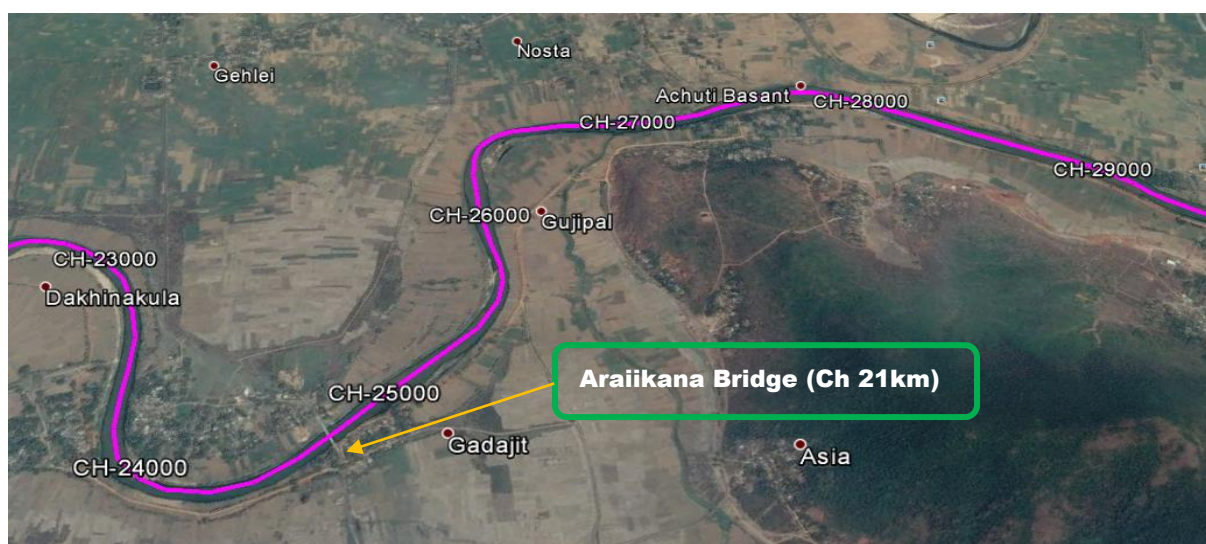 Nosta
Gehlei
Achuti Basant
CH-28000
CH-27000
CH-29000
CH-26000
Gujipal
CH-23000
Dakhinakula
Araiikana Bridge (Ch 21km)
CH-25000
Gadajit
Asia
CH-24000